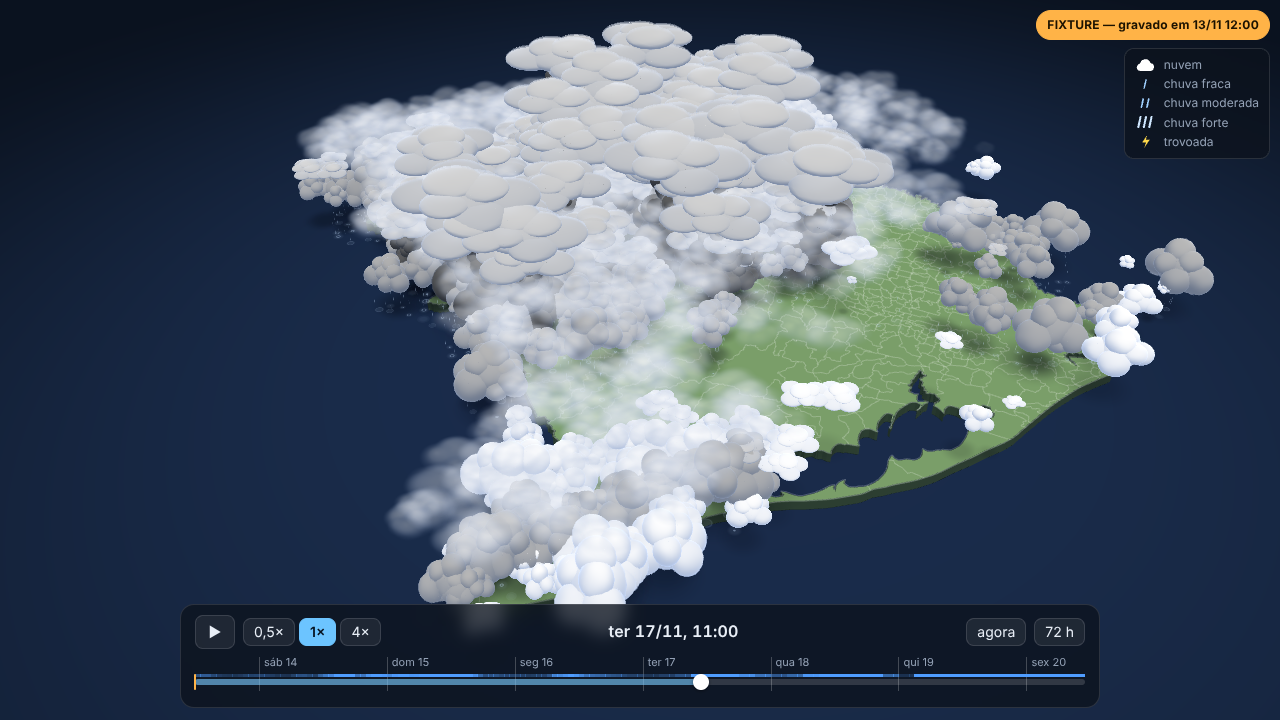 FIXTURE — gravado em 13/11 12:00
nuvem
chuva fraca
chuva moderada
chuva forte
trovoada
0,5× 1× 4×
ter 17/11, 11:00
agora 72 h
sáb 14 dom 15 seg 16 ter 17 qua 18 qui 19 sex 20